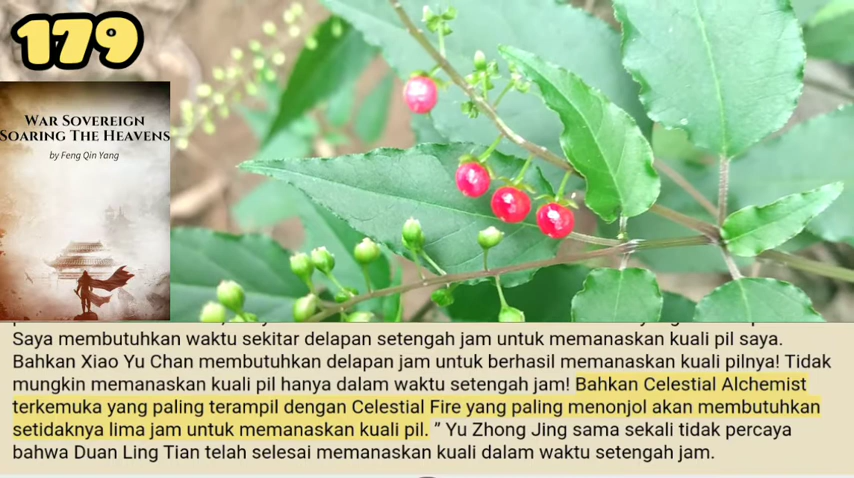 179
WAR SOVEREIGN
SOARING THE HEAVENS
by Feng Qin Yang
Saya membutuhkan waktu sekitar delapan setengah jam untuk memanaskan kuali pil saya.
Bahkan Xiao Yu Chan membutuhkan delapan jam untuk berhasil memanaskan kuali pilnya! Tidak
mungkin memanaskan kuali pil hanya dalam waktu setengah jam! Bahkan Celestial Alchemist
terkemuka yang paling terampil dengan Celestial Fire yang paling menonjol akan membutuhkan
setidaknya lima jam untuk memanaskan kuali pil. ” Yu Zhong Jing sama sekali tidak percaya
bahwa Duan Ling Tian telah selesai memanaskan kuali dalam waktu setengah jam.